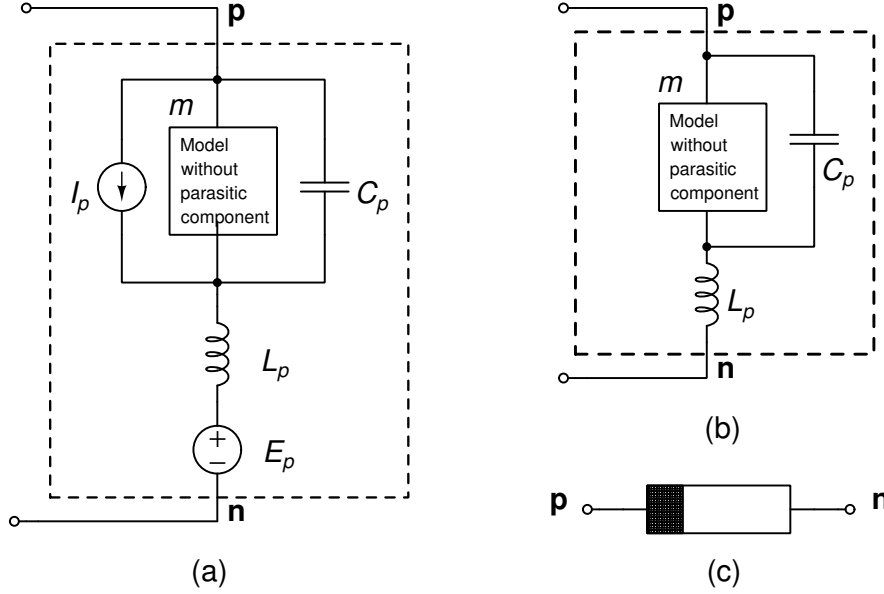 p
m
Model
without
parasitic
component
I_p
C_p
L_p
+
−
E_p
n
(a)
p
m
Model
without
parasitic
component
C_p
L_p
n
(b)
p
n
(c)